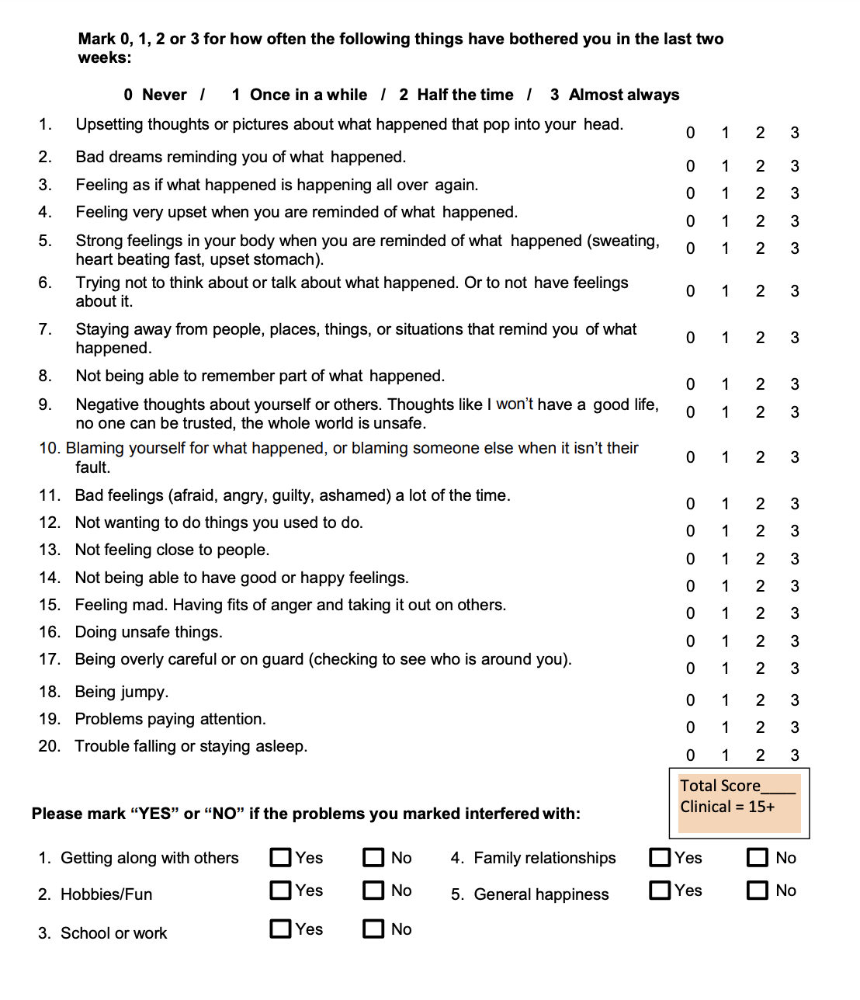 Mark 0, 1, 2 or 3 for how often the following things have bothered you in the last two
weeks:
0 Never / 1 Once in a while / 2 Half the time / 3 Almost always
1. Upsetting thoughts or pictures about what happened that pop into your head. 0 1 2 3
2. Bad dreams reminding you of what happened. 0 1 2 3
3. Feeling as if what happened is happening all over again. 0 1 2 3
4. Feeling very upset when you are reminded of what happened. 0 1 2 3
5. Strong feelings in your body when you are reminded of what happened (sweating, 0 1 2 3
heart beating fast, upset stomach).
6. Trying not to think about or talk about what happened. Or to not have feelings 0 1 2 3
about it.
7. Staying away from people, places, things, or situations that remind you of what 0 1 2 3
happened.
8. Not being able to remember part of what happened. 0 1 2 3
9. Negative thoughts about yourself or others. Thoughts like I won't have a good life, 0 1 2 3
no one can be trusted, the whole world is unsafe.
10. Blaming yourself for what happened, or blaming someone else when it isn't their 0 1 2 3
fault.
11. Bad feelings (afraid, angry, guilty, ashamed) a lot of the time. 0 1 2 3
12. Not wanting to do things you used to do. 0 1 2 3
13. Not feeling close to people. 0 1 2 3
14. Not being able to have good or happy feelings. 0 1 2 3
15. Feeling mad. Having fits of anger and taking it out on others. 0 1 2 3
16. Doing unsafe things. 0 1 2 3
17. Being overly careful or on guard (checking to see who is around you). 0 1 2 3
18. Being jumpy. 0 1 2 3
19. Problems paying attention. 0 1 2 3
20. Trouble falling or staying asleep. 0 1 2 3
Total Score____
Clinical = 15+
Please mark “YES” or “NO” if the problems you marked interfered with:
1. Getting along with others Yes No 4. Family relationships Yes No
2. Hobbies/Fun Yes No 5. General happiness Yes No
3. School or work Yes No